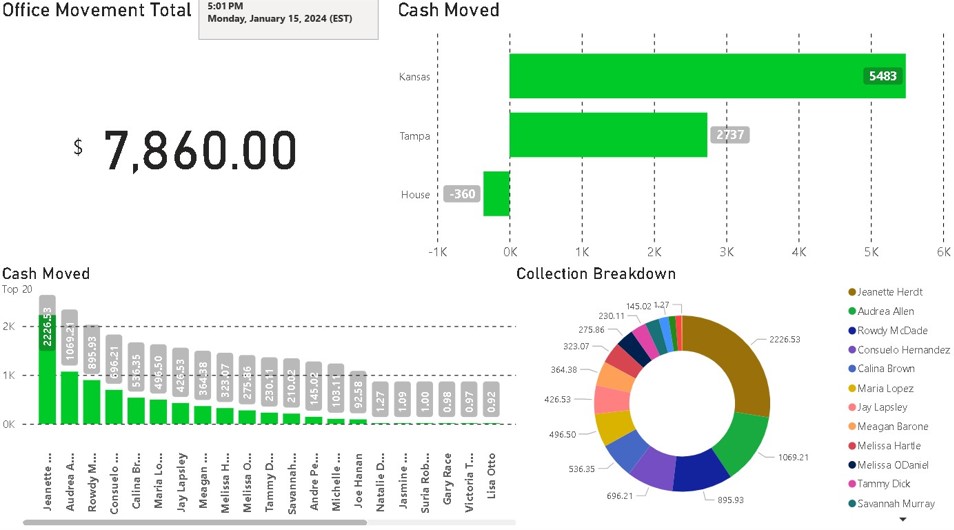 Office Movement Total
5:01 PM
Monday, January 15, 2024 (EST)
$ 7,860.00
Cash Moved
Kansas
5483
Tampa
2737
House
-360
-1K 0K 1K 2K 3K 4K 5K 6K
Cash Moved
Top 20
2K
1K
0K
2226.53
1069.21
895.93
696.21
536.35
496.50
426.53
364.38
323.07
275.86
230.11
210.02
145.02
103.11
92.58
1.27
1.09
1.00
0.98
0.97
0.92
Jeanette ...
Audrea A...
Rowdy M...
Consuelo ...
Calina Br...
Maria Lo...
Jay Lapsley
Meagan ...
Melissa H...
Melissa O...
Tammy D...
Savannah...
Andre Pe...
Michelle ...
Joe Hanan
Natalie D...
Jasmine ...
Suria Rob...
Gary Race
Victoria T...
Lisa Otto
Collection Breakdown
2226.53
1069.21
895.93
696.21
536.35
496.50
426.53
364.38
323.07
275.86
230.11
145.02
1.27
Jeanette Herdt
Audrea Allen
Rowdy McDade
Consuelo Hernandez
Calina Brown
Maria Lopez
Jay Lapsley
Meagan Barone
Melissa Hartle
Melissa ODaniel
Tammy Dick
Savannah Murray